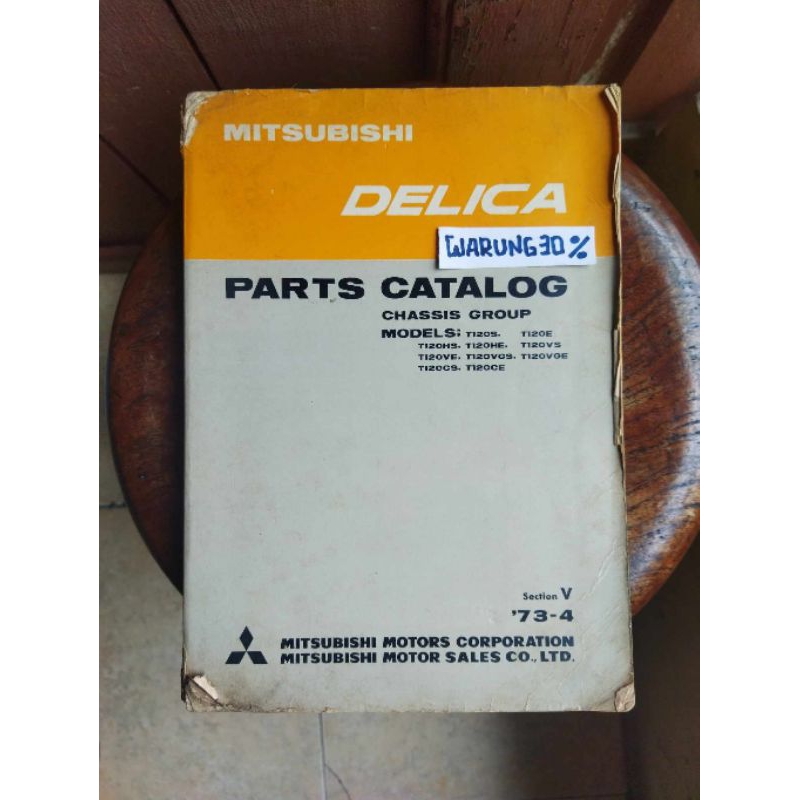 MITSUBISHI
DELICA
WARUNG30%
PARTS CATALOG
CHASSIS GROUP
MODELS; T120S, T120E
T120HS, T120HE, T120VS
T120VE, T120VGS, T120VGE
T120CS, T120CE
Section V
'73-4
MITSUBISHI MOTORS CORPORATION
MITSUBISHI MOTOR SALES CO., LTD.